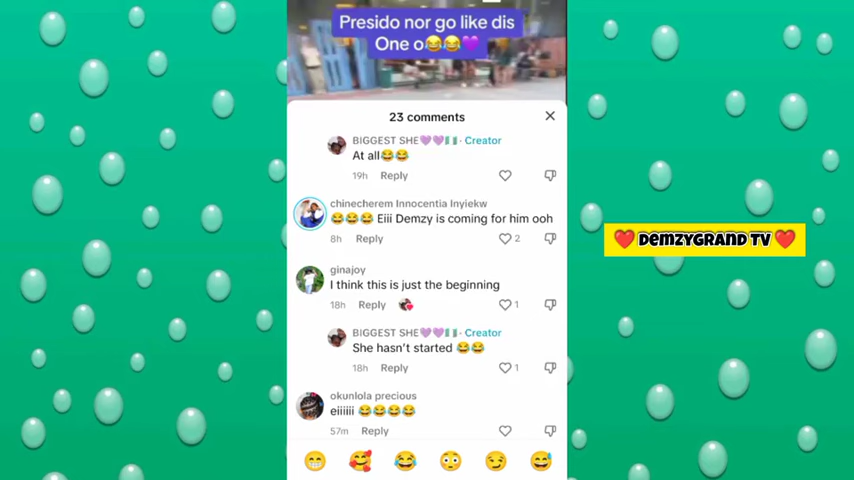 Presido nor go like dis
One o😂😂💜
23 comments
BIGGEST SHE💜💜🇳🇬 · Creator
At all😂😂
19h Reply
chinecherem Innocentia Inyiekw
😂😂😂 Eiii Demzy is coming for him ooh
8h Reply 2
ginajoy
I think this is just the beginning
18h Reply 1
BIGGEST SHE💜💜🇳🇬 · Creator
She hasn't started 😂😂
18h Reply 1
okunlola precious
eiiiiii 😂😂😂😂
57m Reply
❤️ DEMZYGRAND TV ❤️